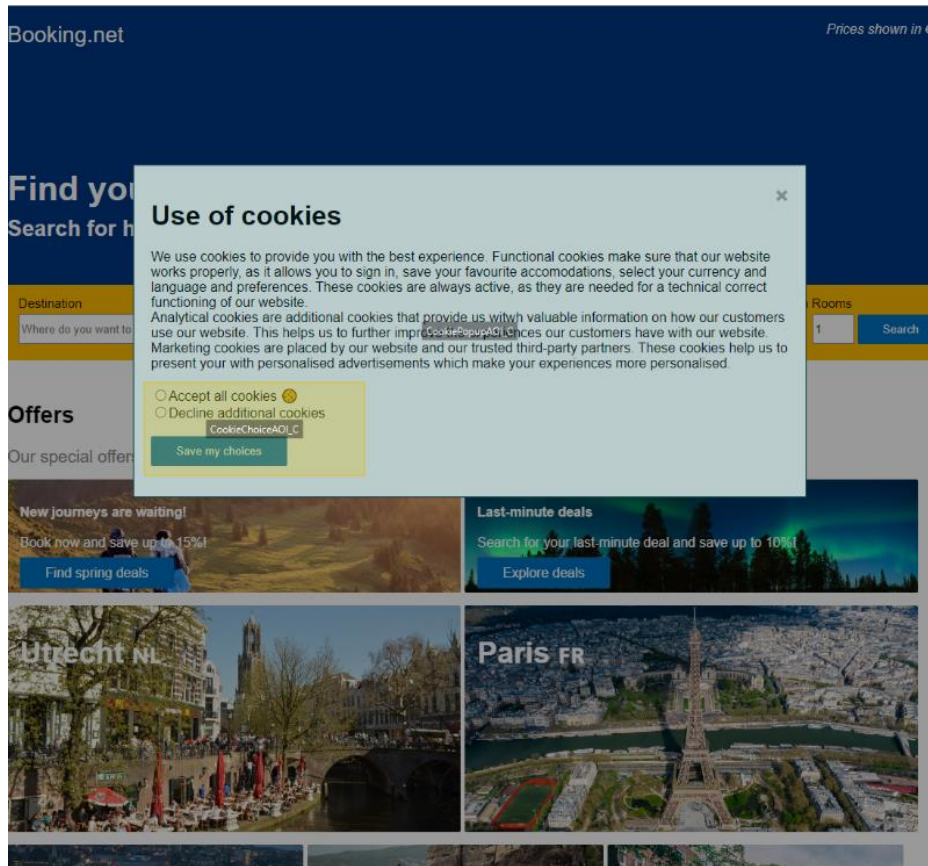 Booking.net
Prices shown in
Find you
Search for h
Use of cookies
We use cookies to provide you with the best experience. Functional cookies make sure that our website
works properly, as it allows you to sign in, save your favourite accomodations, select your currency and
language and preferences. These cookies are always active, as they are needed for a technical correct
functioning of our website.
Analytical cookies are additional cookies that provide us witwh valuable information on how our customers
use our website. This helps us to further improve the experiences our customers have with our website.
CookiePopupAOI_C
Marketing cookies are placed by our website and our trusted third-party partners. These cookies help us to
present your with personalised advertisements which make your experiences more personalised.
Accept all cookies
Decline additional cookies
CookieChoiceAOI_C
Save my choices
Destination
Where do you want to
Rooms
1
Search
Offers
Our special offers
New journeys are waiting!
Book now and save up to 15%!
Find spring deals
Last-minute deals
Search for your last-minute deal and save up to 10%!
Explore deals
Utrecht NL
Paris FR